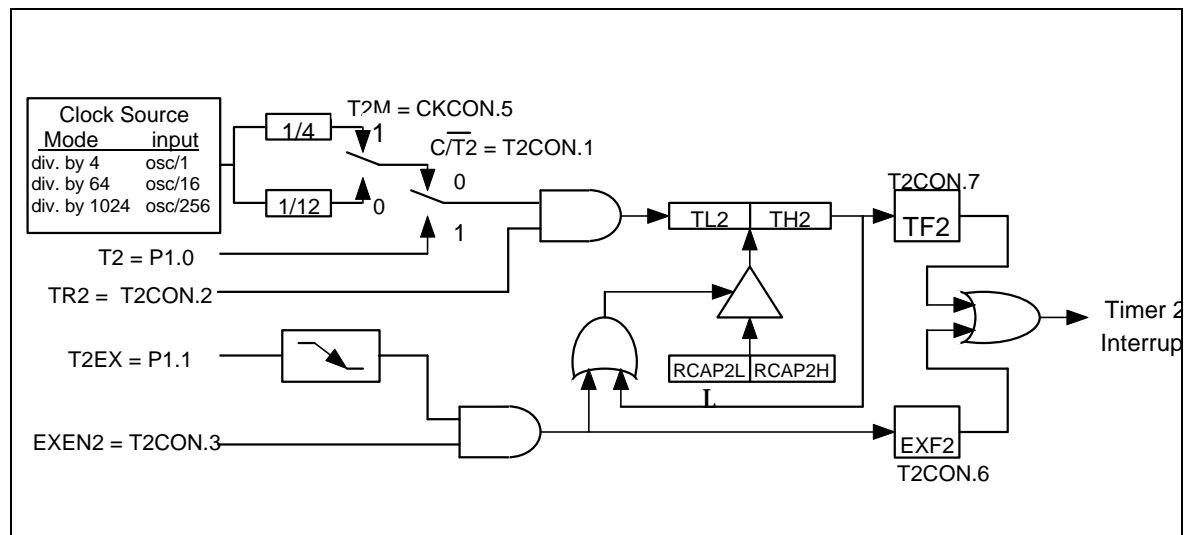 Clock Source
Mode input
div. by 4 osc/1
div. by 64 osc/16
div. by 1024 osc/256
1/4
1/12
T2M = CKCON.5
1
0
C/T2 = T2CON.1
0
1
T2 = P1.0
TR2 = T2CON.2
TL2 TH2
T2CON.7
TF2
Timer 2
Interrup
T2EX = P1.1
RCAP2L RCAP2H
L
EXEN2 = T2CON.3
EXF2
T2CON.6